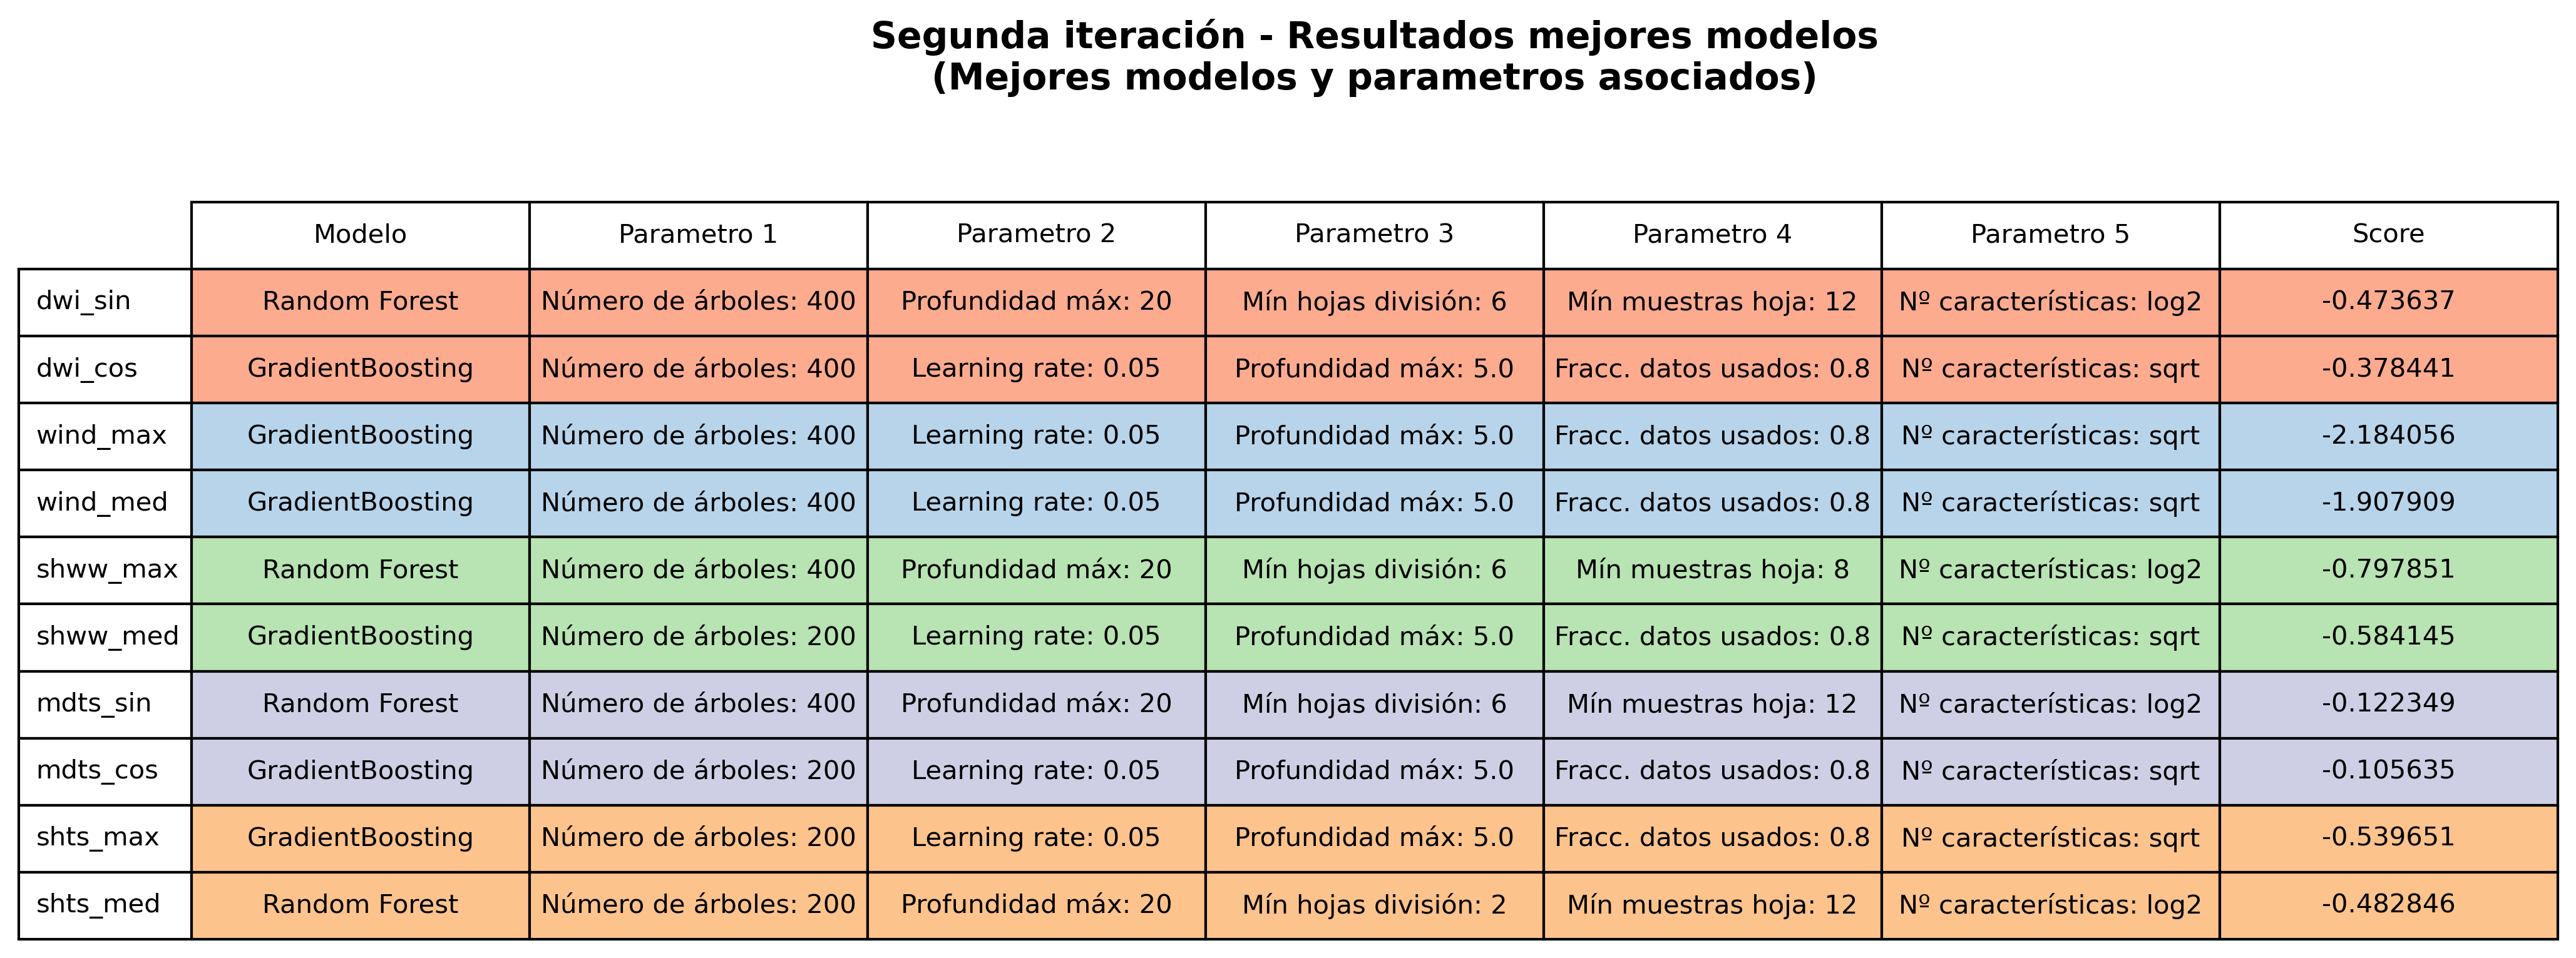 Segunda iteración - Resultados mejores modelos
(Mejores modelos y parametros asociados)
Modelo Parametro 1 Parametro 2 Parametro 3 Parametro 4 Parametro 5 Score
dwi_sin Random Forest Número de árboles: 400 Profundidad máx: 20 Mín hojas división: 6 Mín muestras hoja: 12 Nº características: log2 -0.473637
dwi_cos GradientBoosting Número de árboles: 400 Learning rate: 0.05 Profundidad máx: 5.0 Fracc. datos usados: 0.8 Nº características: sqrt -0.378441
wind_max GradientBoosting Número de árboles: 400 Learning rate: 0.05 Profundidad máx: 5.0 Fracc. datos usados: 0.8 Nº características: sqrt -2.184056
wind_med GradientBoosting Número de árboles: 400 Learning rate: 0.05 Profundidad máx: 5.0 Fracc. datos usados: 0.8 Nº características: sqrt -1.907909
shww_max Random Forest Número de árboles: 400 Profundidad máx: 20 Mín hojas división: 6 Mín muestras hoja: 8 Nº características: log2 -0.797851
shww_med GradientBoosting Número de árboles: 200 Learning rate: 0.05 Profundidad máx: 5.0 Fracc. datos usados: 0.8 Nº características: sqrt -0.584145
mdts_sin Random Forest Número de árboles: 400 Profundidad máx: 20 Mín hojas división: 6 Mín muestras hoja: 12 Nº características: log2 -0.122349
mdts_cos GradientBoosting Número de árboles: 200 Learning rate: 0.05 Profundidad máx: 5.0 Fracc. datos usados: 0.8 Nº características: sqrt -0.105635
shts_max GradientBoosting Número de árboles: 200 Learning rate: 0.05 Profundidad máx: 5.0 Fracc. datos usados: 0.8 Nº características: sqrt -0.539651
shts_med Random Forest Número de árboles: 200 Profundidad máx: 20 Mín hojas división: 2 Mín muestras hoja: 12 Nº características: log2 -0.482846